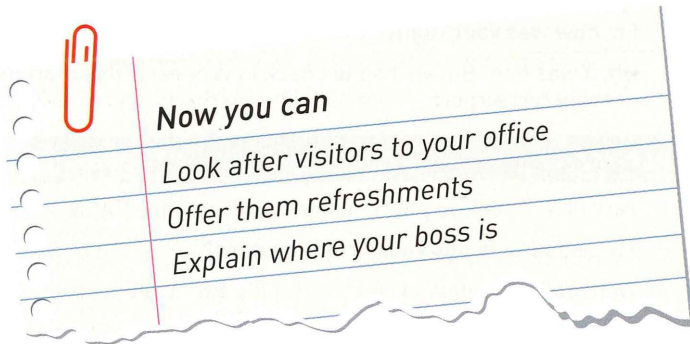 Now you can
Look after visitors to your office
Offer them refreshments
Explain where your boss is